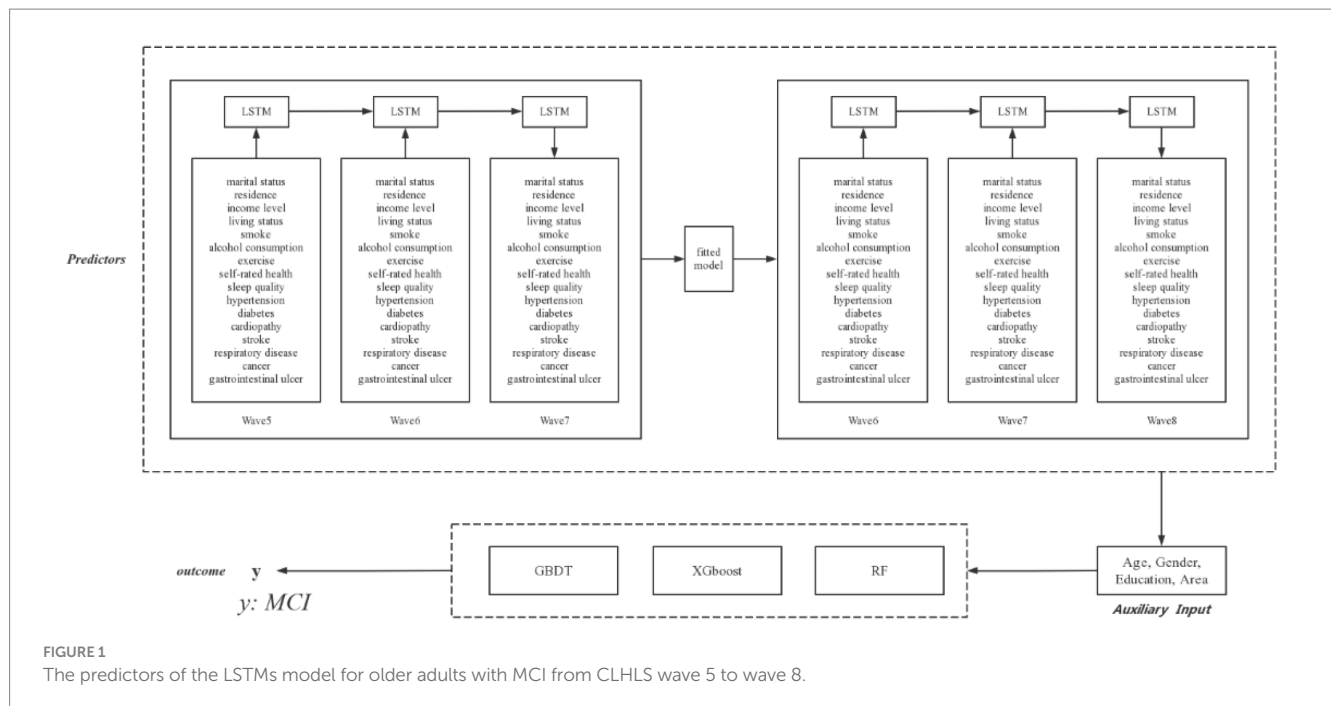 LSTM
LSTM
LSTM
marital status
residence
income level
living status
smoke
alcohol consumption
exercise
self-rated health
sleep quality
hypertension
diabetes
cardiopathy
stroke
respiratory disease
cancer
gastrointestinal ulcer
Wave5
marital status
residence
income level
living status
smoke
alcohol consumption
exercise
self-rated health
sleep quality
hypertension
diabetes
cardiopathy
stroke
respiratory disease
cancer
gastrointestinal ulcer
Wave6
marital status
residence
income level
living status
smoke
alcohol consumption
exercise
self-rated health
sleep quality
hypertension
diabetes
cardiopathy
stroke
respiratory disease
cancer
gastrointestinal ulcer
Wave7
Predictors
fitted
model
LSTM
LSTM
LSTM
marital status
residence
income level
living status
smoke
alcohol consumption
exercise
self-rated health
sleep quality
hypertension
diabetes
cardiopathy
stroke
respiratory disease
cancer
gastrointestinal ulcer
Wave6
marital status
residence
income level
living status
smoke
alcohol consumption
exercise
self-rated health
sleep quality
hypertension
diabetes
cardiopathy
stroke
respiratory disease
cancer
gastrointestinal ulcer
Wave7
marital status
residence
income level
living status
smoke
alcohol consumption
exercise
self-rated health
sleep quality
hypertension
diabetes
cardiopathy
stroke
respiratory disease
cancer
gastrointestinal ulcer
Wave8
outcome y
y: MCI
GBDT
XGboost
RF
Age, Gender,
Education, Area
Auxiliary Input
FIGURE 1
The predictors of the LSTMs model for older adults with MCI from CLHLS wave 5 to wave 8.